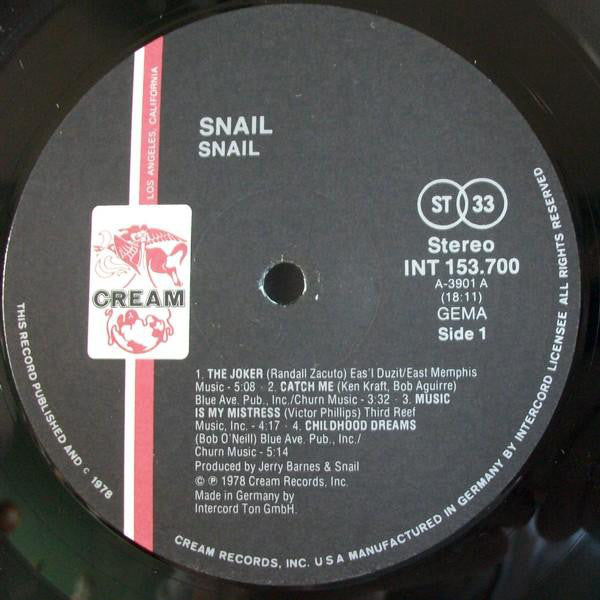 LOS ANGELES, CALIFORNIA
SNAIL
SNAIL
ST 33
Stereo
INT 153.700
A-3901 A
(18:11)
GEMA
Side 1
CREAM
1. THE JOKER (Randall Zacuto) Eas'l Duzit/East Memphis
Music - 5:08 · 2. CATCH ME (Ken Kraft, Bob Aguirre)
Blue Ave. Pub., Inc./Churn Music - 3:32 · 3. MUSIC
IS MY MISTRESS (Victor Phillips) Third Reef
Music, Inc. - 4:17 · 4. CHILDHOOD DREAMS
(Bob O'Neill) Blue Ave. Pub., Inc./
Churn Music - 5:14
Produced by Jerry Barnes & Snail
© ℗ 1978 Cream Records, Inc.
Made in Germany by
Intercord Ton GmbH.
THIS RECORD PUBLISHED AND c 1978
CREAM RECORDS, INC. USA MANUFACTURED IN GERMANY BY INTERCORD LICENSEE ALL RIGHTS RESERVED